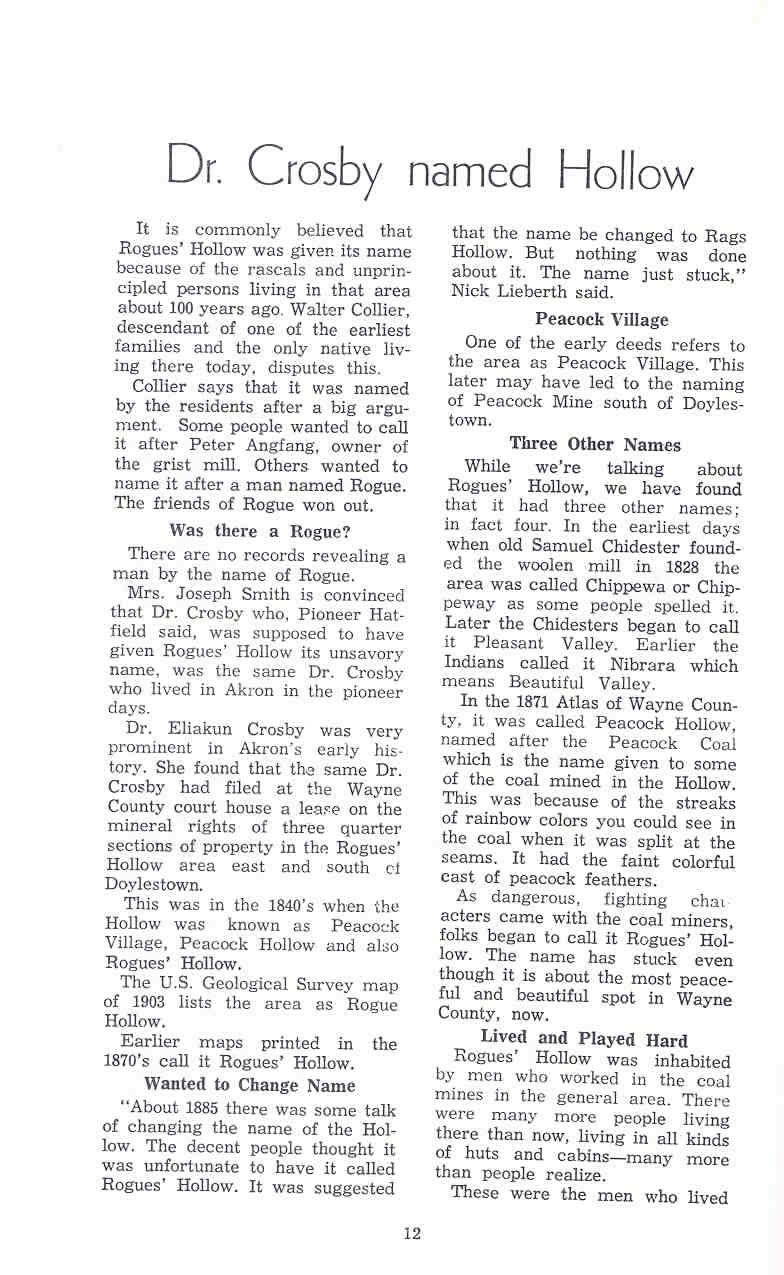 Dr. Crosby named Hollow
It is commonly believed that
Rogues' Hollow was given its name
because of the rascals and unprin-
cipled persons living in that area
about 100 years ago. Walter Collier,
descendant of one of the earliest
families and the only native liv-
ing there today, disputes this.
Collier says that it was named
by the residents after a big argu-
ment. Some people wanted to call
it after Peter Angfang, owner of
the grist mill. Others wanted to
name it after a man named Rogue.
The friends of Rogue won out.
Was there a Rogue?
There are no records revealing a
man by the name of Rogue.
Mrs. Joseph Smith is convinced
that Dr. Crosby who, Pioneer Hat-
field said, was supposed to have
given Rogues' Hollow its unsavory
name, was the same Dr. Crosby
who lived in Akron in the pioneer
days.
Dr. Eliakun Crosby was very
prominent in Akron's early his-
tory. She found that the same Dr.
Crosby had filed at the Wayne
County court house a lease on the
mineral rights of three quarter
sections of property in the Rogues'
Hollow area east and south of
Doylestown.
This was in the 1840's when the
Hollow was known as Peacock
Village, Peacock Hollow and also
Rogues' Hollow.
The U.S. Geological Survey map
of 1903 lists the area as Rogue
Hollow.
Earlier maps printed in the
1870's call it Rogues' Hollow.
Wanted to Change Name
"About 1885 there was some talk
of changing the name of the Hol-
low. The decent people thought it
was unfortunate to have it called
Rogues' Hollow. It was suggested
that the name be changed to Rags
Hollow. But nothing was done
about it. The name just stuck,"
Nick Lieberth said.
Peacock Village
One of the early deeds refers to
the area as Peacock Village. This
later may have led to the naming
of Peacock Mine south of Doyles-
town.
Three Other Names
While we're talking about
Rogues' Hollow, we have found
that it had three other names;
in fact four. In the earliest days
when old Samuel Chidester found-
ed the woolen mill in 1828 the
area was called Chippewa or Chip-
peway as some people spelled it.
Later the Chidesters began to call
it Pleasant Valley. Earlier the
Indians called it Nibrara which
means Beautiful Valley.
In the 1871 Atlas of Wayne Coun-
ty, it was called Peacock Hollow,
named after the Peacock Coal
which is the name given to some
of the coal mined in the Hollow.
This was because of the streaks
of rainbow colors you could see in
the coal when it was split at the
seams. It had the faint colorful
cast of peacock feathers.
As dangerous, fighting char-
acters came with the coal miners,
folks began to call it Rogues' Hol-
low. The name has stuck even
though it is about the most peace-
ful and beautiful spot in Wayne
County, now.
Lived and Played Hard
Rogues' Hollow was inhabited
by men who worked in the coal
mines in the general area. There
were many more people living
there than now, living in all kinds
of huts and cabins—many more
than people realize.
These were the men who lived
12